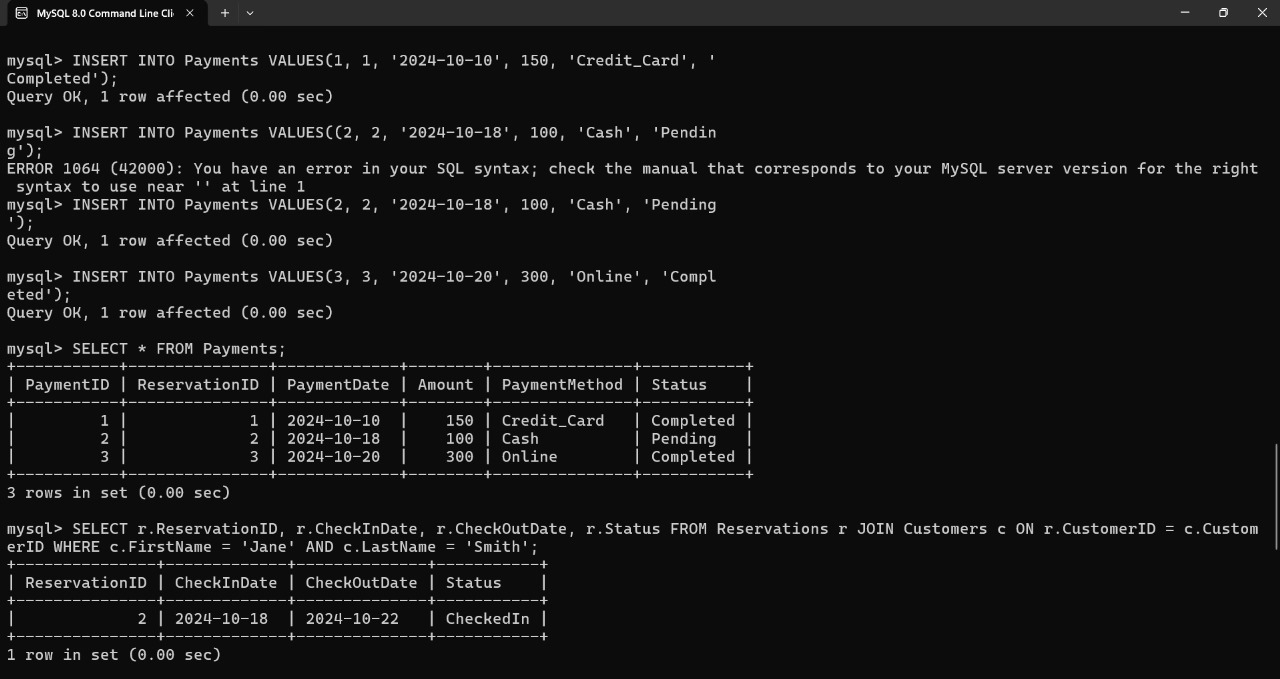 MySQL 8.0 Command Line Cli
mysql> INSERT INTO Payments VALUES(1, 1, '2024-10-10', 150, 'Credit_Card', '
Completed');
Query OK, 1 row affected (0.00 sec)
mysql> INSERT INTO Payments VALUES((2, 2, '2024-10-18', 100, 'Cash', 'Pendin
g');
ERROR 1064 (42000): You have an error in your SQL syntax; check the manual that corresponds to your MySQL server version for the right
 syntax to use near '' at line 1
mysql> INSERT INTO Payments VALUES(2, 2, '2024-10-18', 100, 'Cash', 'Pending
');
Query OK, 1 row affected (0.00 sec)
mysql> INSERT INTO Payments VALUES(3, 3, '2024-10-20', 300, 'Online', 'Compl
eted');
Query OK, 1 row affected (0.00 sec)
mysql> SELECT * FROM Payments;
+-----------+---------------+-------------+--------+---------------+-----------+
| PaymentID | ReservationID | PaymentDate | Amount | PaymentMethod | Status    |
+-----------+---------------+-------------+--------+---------------+-----------+
|         1 |             1 | 2024-10-10  |    150 | Credit_Card   | Completed |
|         2 |             2 | 2024-10-18  |    100 | Cash          | Pending   |
|         3 |             3 | 2024-10-20  |    300 | Online        | Completed |
+-----------+---------------+-------------+--------+---------------+-----------+
3 rows in set (0.00 sec)
mysql> SELECT r.ReservationID, r.CheckInDate, r.CheckOutDate, r.Status FROM Reservations r JOIN Customers c ON r.CustomerID = c.Custom
erID WHERE c.FirstName = 'Jane' AND c.LastName = 'Smith';
+---------------+-------------+--------------+-----------+
| ReservationID | CheckInDate | CheckOutDate | Status    |
+---------------+-------------+--------------+-----------+
|             2 | 2024-10-18  | 2024-10-22   | CheckedIn |
+---------------+-------------+--------------+-----------+
1 row in set (0.00 sec)